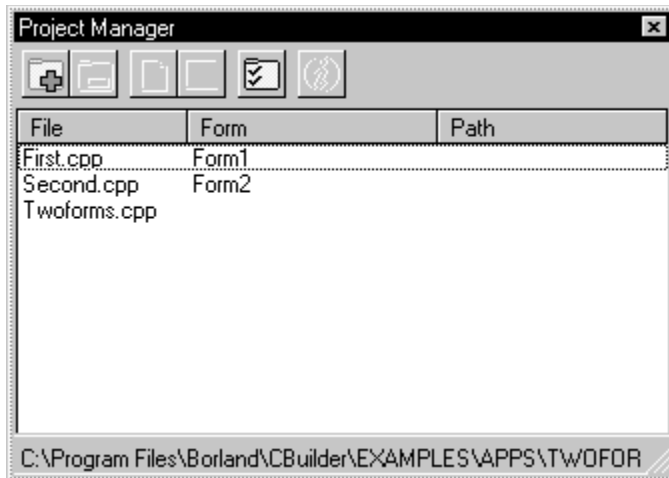 Project Manager
File Form Path
First.cpp Form1
Second.cpp Form2
Twoforms.cpp
C:\Program Files\Borland\CBuilder\EXAMPLES\APPS\TWOFOR